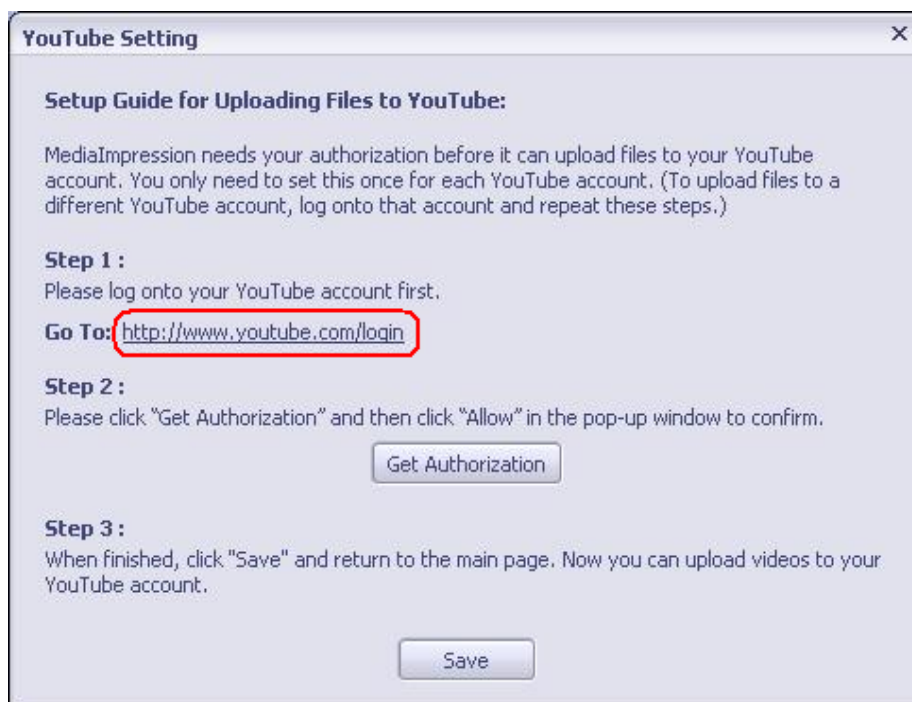 YouTube Setting
Setup Guide for Uploading Files to YouTube:
MediaImpression needs your authorization before it can upload files to your YouTube
account. You only need to set this once for each YouTube account. (To upload files to a
different YouTube account, log onto that account and repeat these steps.)
Step 1 :
Please log onto your YouTube account first.
Go To: http://www.youtube.com/login
Step 2 :
Please click “Get Authorization” and then click “Allow” in the pop-up window to confirm.
Get Authorization
Step 3 :
When finished, click "Save" and return to the main page. Now you can upload videos to your
YouTube account.
Save